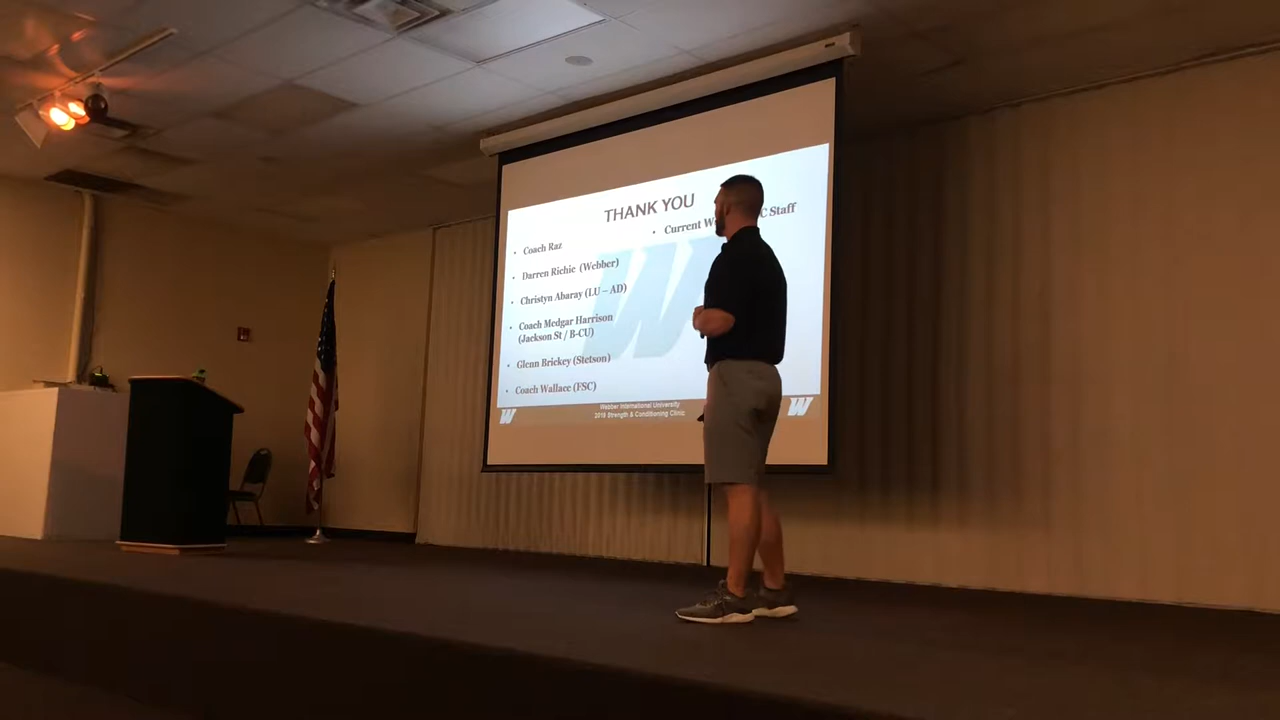 THANK YOU
• Coach Raz
• Darren Richie (Webber)
• Christyn Abaray (LU – AD)
• Coach Medgar Harrison
(Jackson St / B-CU)
• Glenn Brickey (Stetson)
• Coach Wallace (FSC)
• Current C Staff
W
Webber International University
2019 Strength & Conditioning Clinic
W